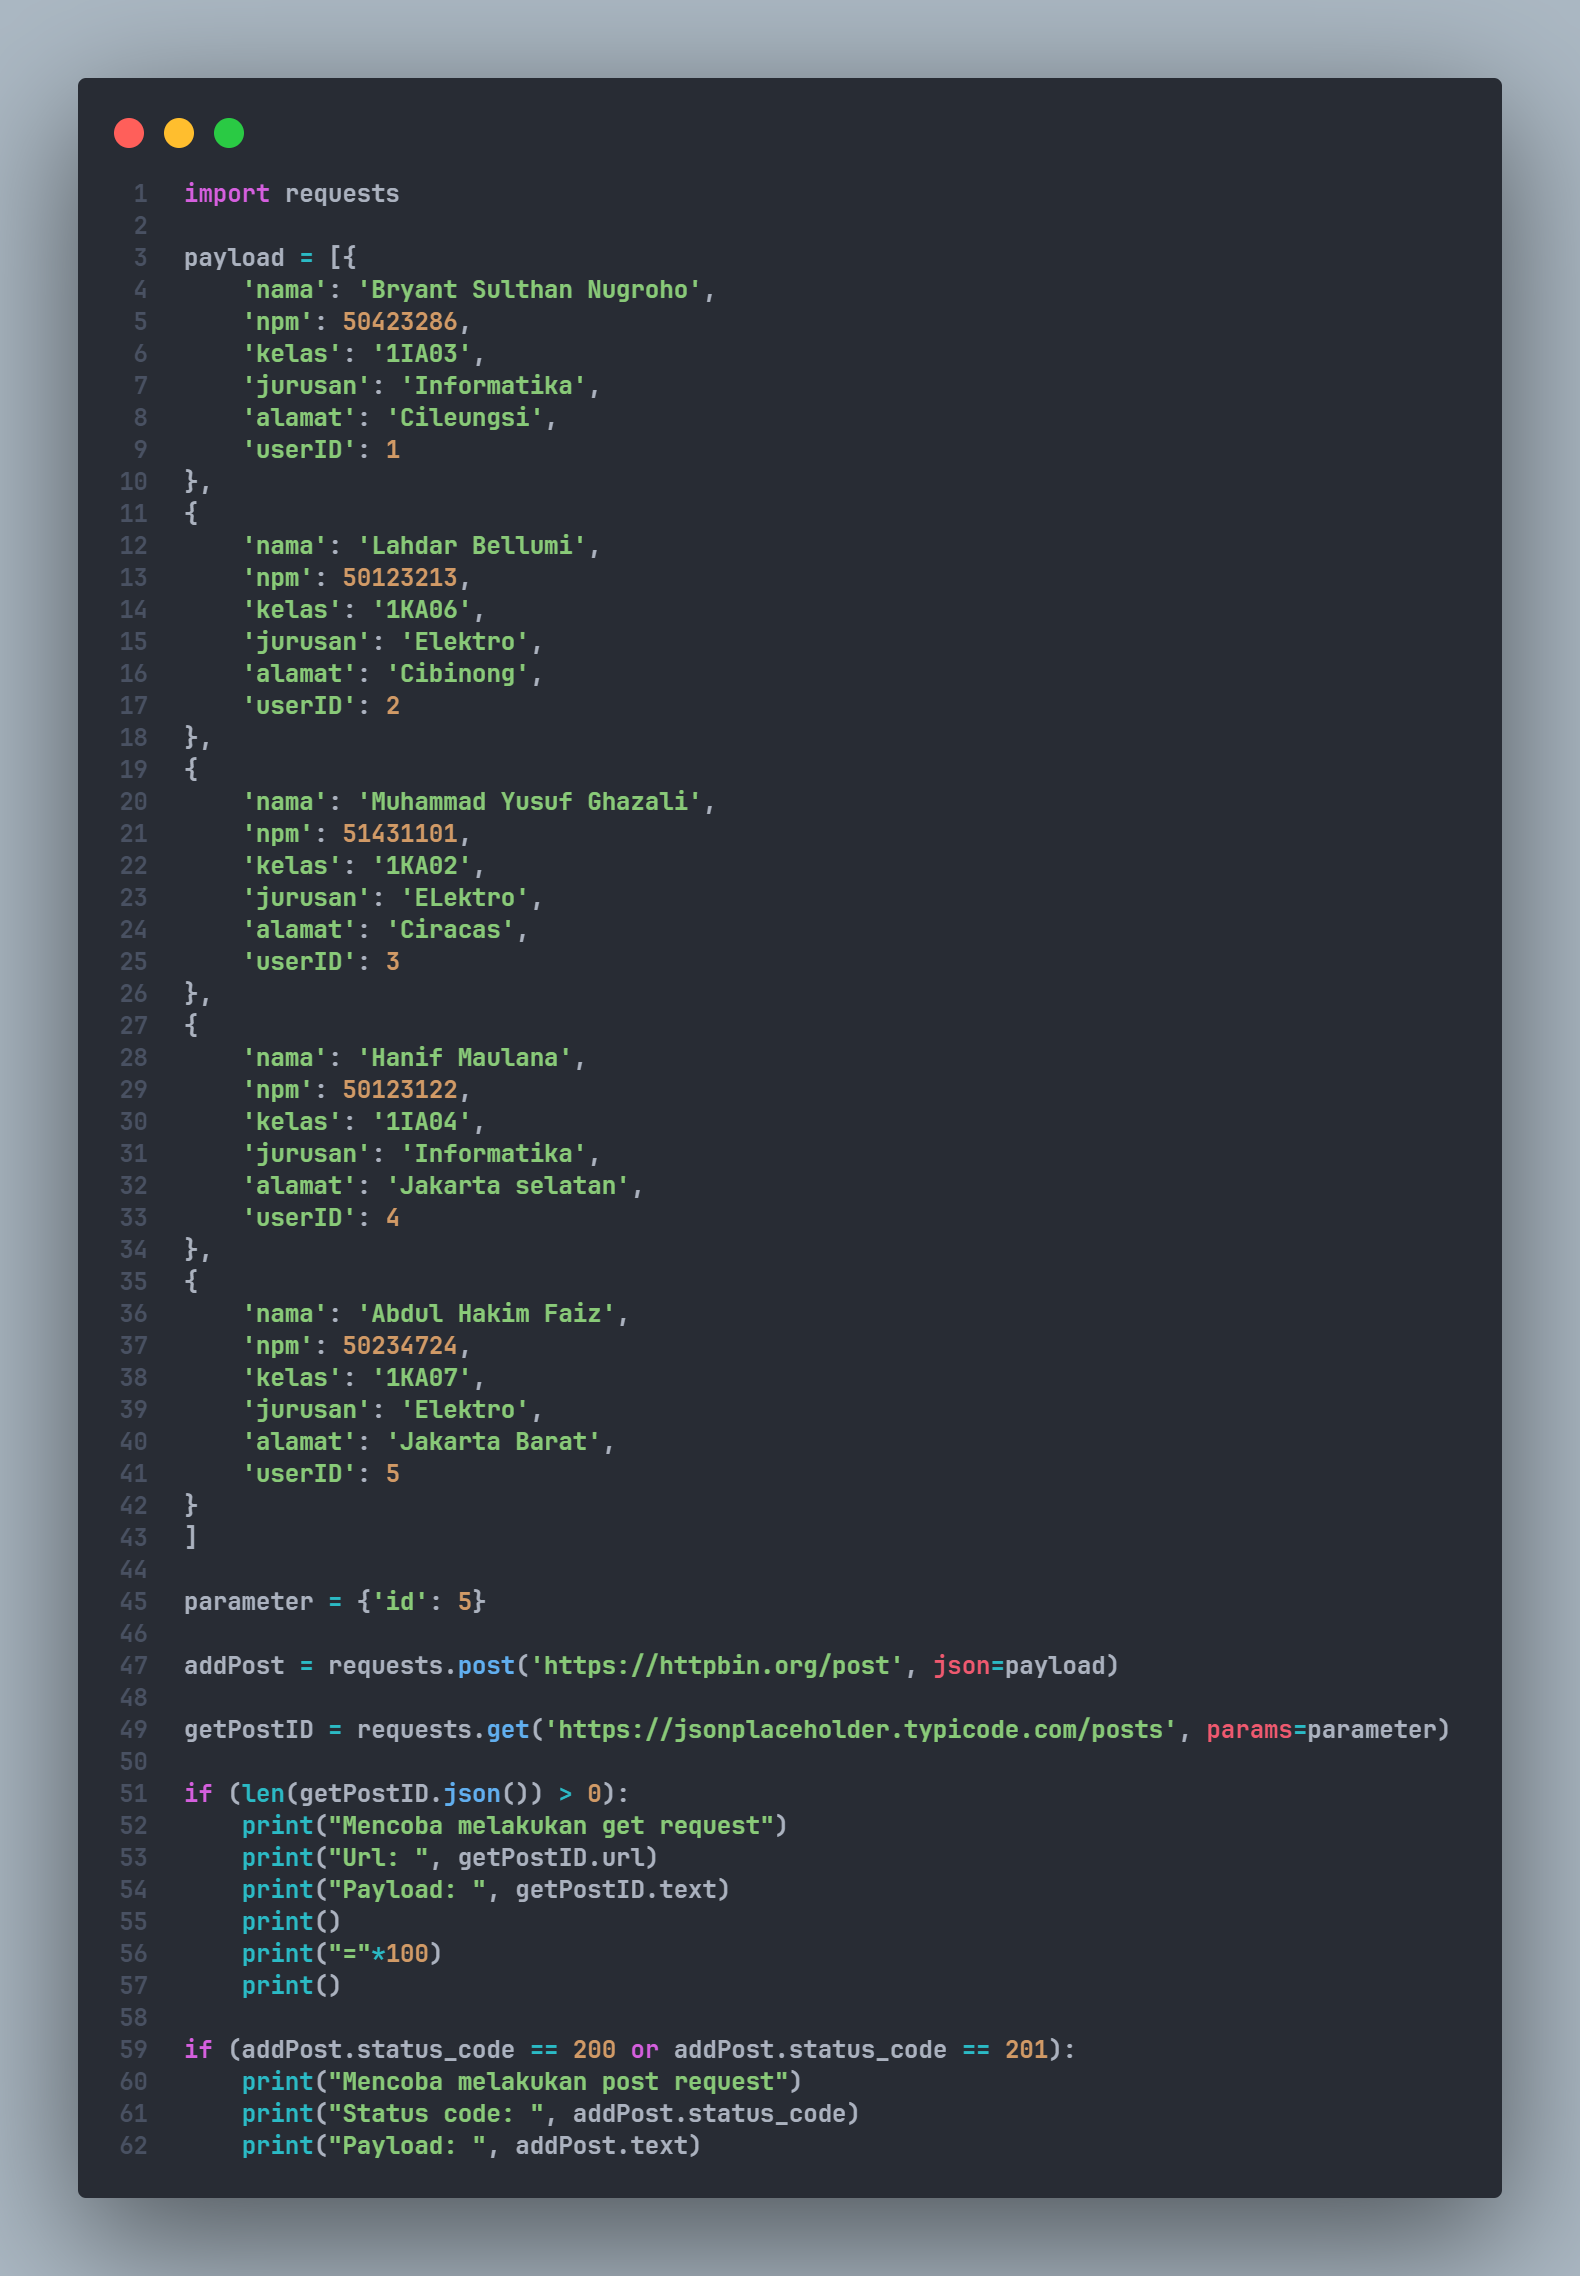 1 import requests
2
3 payload = [{
4     'nama': 'Bryant Sulthan Nugroho',
5     'npm': 50423286,
6     'kelas': '1IA03',
7     'jurusan': 'Informatika',
8     'alamat': 'Cileungsi',
9     'userID': 1
10 },
11 {
12     'nama': 'Lahdar Bellumi',
13     'npm': 50123213,
14     'kelas': '1KA06',
15     'jurusan': 'Elektro',
16     'alamat': 'Cibinong',
17     'userID': 2
18 },
19 {
20     'nama': 'Muhammad Yusuf Ghazali',
21     'npm': 51431101,
22     'kelas': '1KA02',
23     'jurusan': 'ELektro',
24     'alamat': 'Ciracas',
25     'userID': 3
26 },
27 {
28     'nama': 'Hanif Maulana',
29     'npm': 50123122,
30     'kelas': '1IA04',
31     'jurusan': 'Informatika',
32     'alamat': 'Jakarta selatan',
33     'userID': 4
34 },
35 {
36     'nama': 'Abdul Hakim Faiz',
37     'npm': 50234724,
38     'kelas': '1KA07',
39     'jurusan': 'Elektro',
40     'alamat': 'Jakarta Barat',
41     'userID': 5
42 }
43 ]
44
45 parameter = {'id': 5}
46
47 addPost = requests.post('https://httpbin.org/post', json=payload)
48
49 getPostID = requests.get('https://jsonplaceholder.typicode.com/posts', params=parameter)
50
51 if (len(getPostID.json()) > 0):
52     print("Mencoba melakukan get request")
53     print("Url: ", getPostID.url)
54     print("Payload: ", getPostID.text)
55     print()
56     print("="*100)
57     print()
58
59 if (addPost.status_code == 200 or addPost.status_code == 201):
60     print("Mencoba melakukan post request")
61     print("Status code: ", addPost.status_code)
62     print("Payload: ", addPost.text)